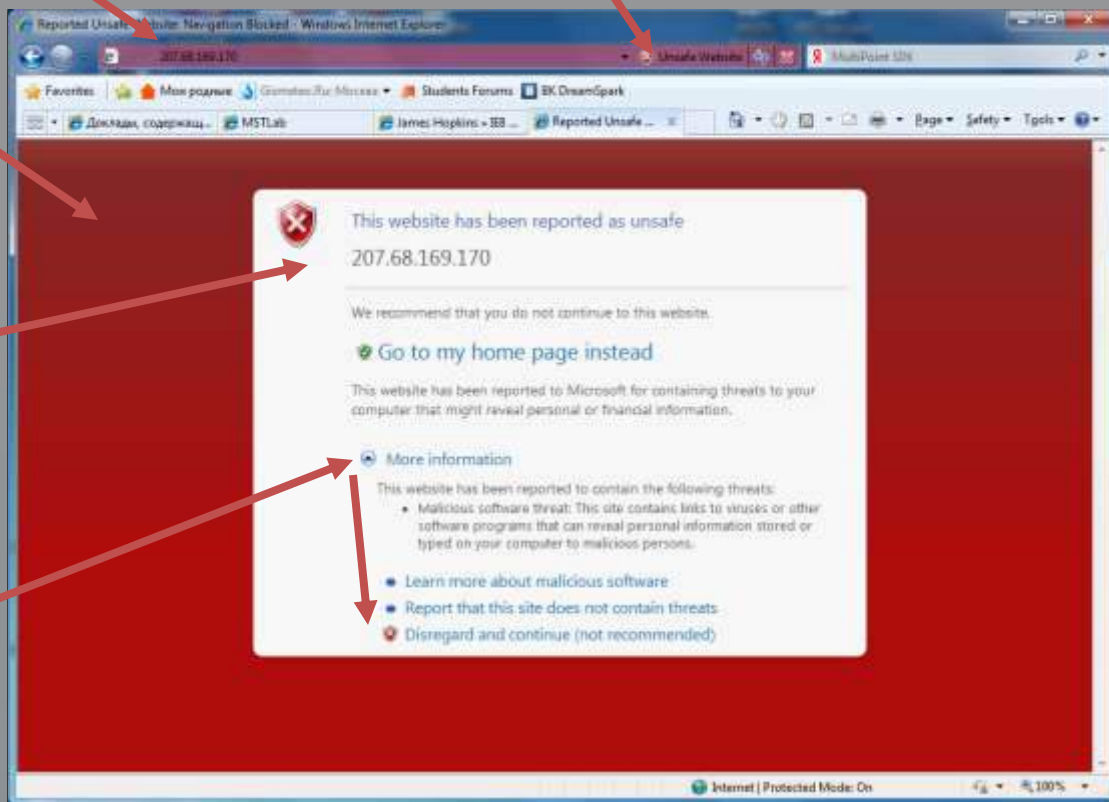 Reported Unsafe Website: Navigation Blocked - Windows Internet Explorer
207.68.169.170
Unsafe Website
MultiPoint SDK
Favorites
Мои родные
Students Forums
BK DreamSpark
Доклады, содержащ...
MSTLab
James Hopkins » IE8 ...
Reported Unsafe ...
Page
Safety
Tools
This website has been reported as unsafe
207.68.169.170
We recommend that you do not continue to this website.
Go to my home page instead
This website has been reported to Microsoft for containing threats to your
computer that might reveal personal or financial information.
More information
This website has been reported to contain the following threats:
Malicious software threat: This site contains links to viruses or other
software programs that can reveal personal information stored or
typed on your computer to malicious persons.
Learn more about malicious software
Report that this site does not contain threats
Disregard and continue (not recommended)
Internet | Protected Mode: On
100%